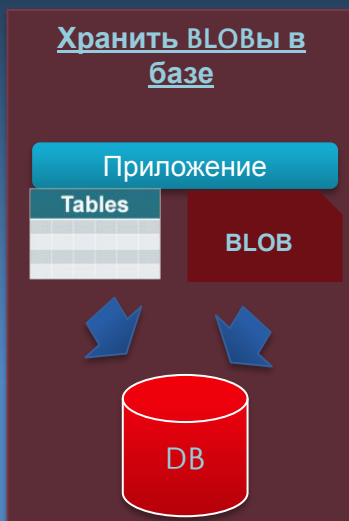 Хранить BLOBы в
базе
Приложение
Tables
BLOB
DB